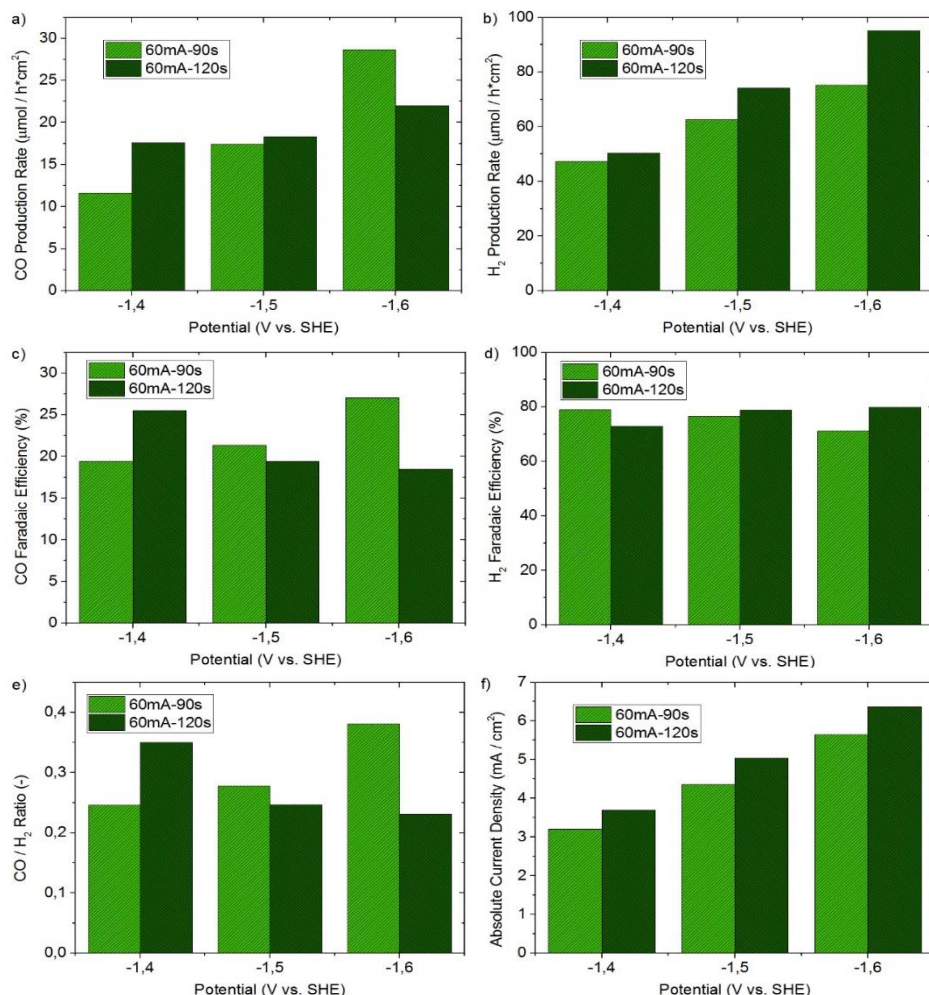 a)
60mA-90s
60mA-120s
CO Production Rate (μmol / h*cm²)
30
25
20
15
10
5
0
-1,4
-1,5
-1,6
Potential (V vs. SHE)
b)
60mA-90s
60mA-120s
H₂ Production Rate (μmol / h*cm²)
100
80
60
40
20
0
-1,4
-1,5
-1,6
Potential (V vs. SHE)
c)
60mA-90s
60mA-120s
CO Faradaic Efficiency (%)
30
25
20
15
10
5
0
-1,4
-1,5
-1,6
Potential (V vs. SHE)
d)
60mA-90s
60mA-120s
H₂ Faradaic Efficiency (%)
100
80
60
40
20
0
-1,4
-1,5
-1,6
Potential (V vs. SHE)
e)
60mA-90s
60mA-120s
CO / H₂ Ratio (-)
0,4
0,3
0,2
0,1
0,0
-1,4
-1,5
-1,6
Potential (V vs. SHE)
f)
60mA-90s
60mA-120s
Absolute Current Density (mA / cm²)
7
6
5
4
3
2
1
0
-1,4
-1,5
-1,6
Potential (V vs. SHE)